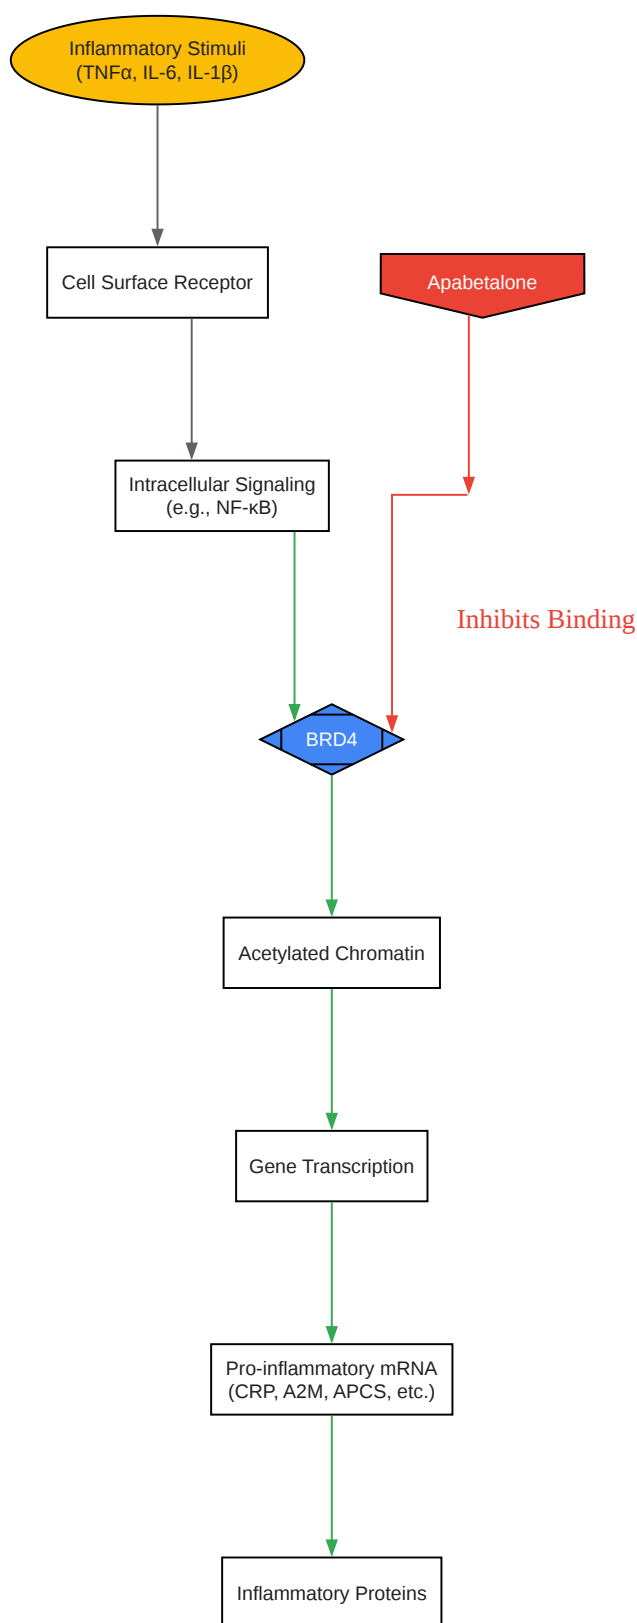 Inflammatory Stimuli
(TNFα, IL-6, IL-1β)
Cell Surface Receptor
Apabetalone
Intracellular Signaling
(e.g., NF-κB)
Inhibits Binding
BRD4
Acetylated Chromatin
Gene Transcription
Pro-inflammatory mRNA
(CRP, A2M, APCS, etc.)
Inflammatory Proteins